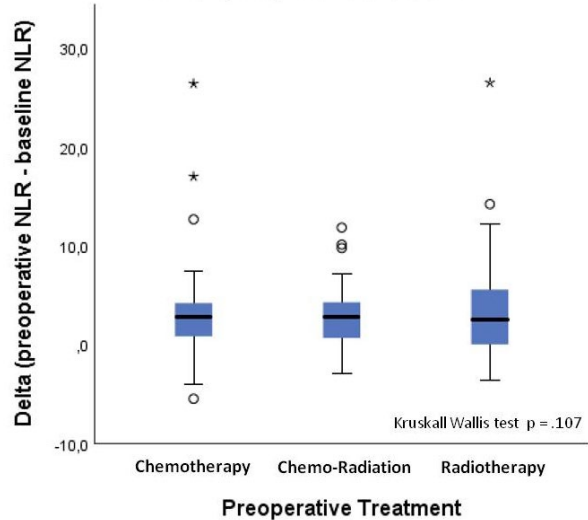 Delta (preoperative NLR - baseline NLR)
30,0
20,0
10,0
,0
-10,0
Kruskall Wallis test p = .107
Chemotherapy Chemo-Radiation Radiotherapy
Preoperative Treatment